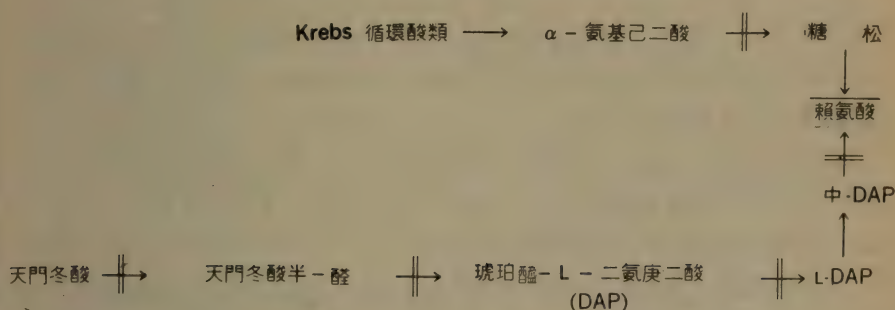 Krebs 循環酸類 → α-氨基己二酸 → 糖 松
賴氨酸
中-DAP
天門冬酸 → 天門冬酸半-醛 → 琥珀醯-L-二氨庚二酸 → L-DAP
(DAP)